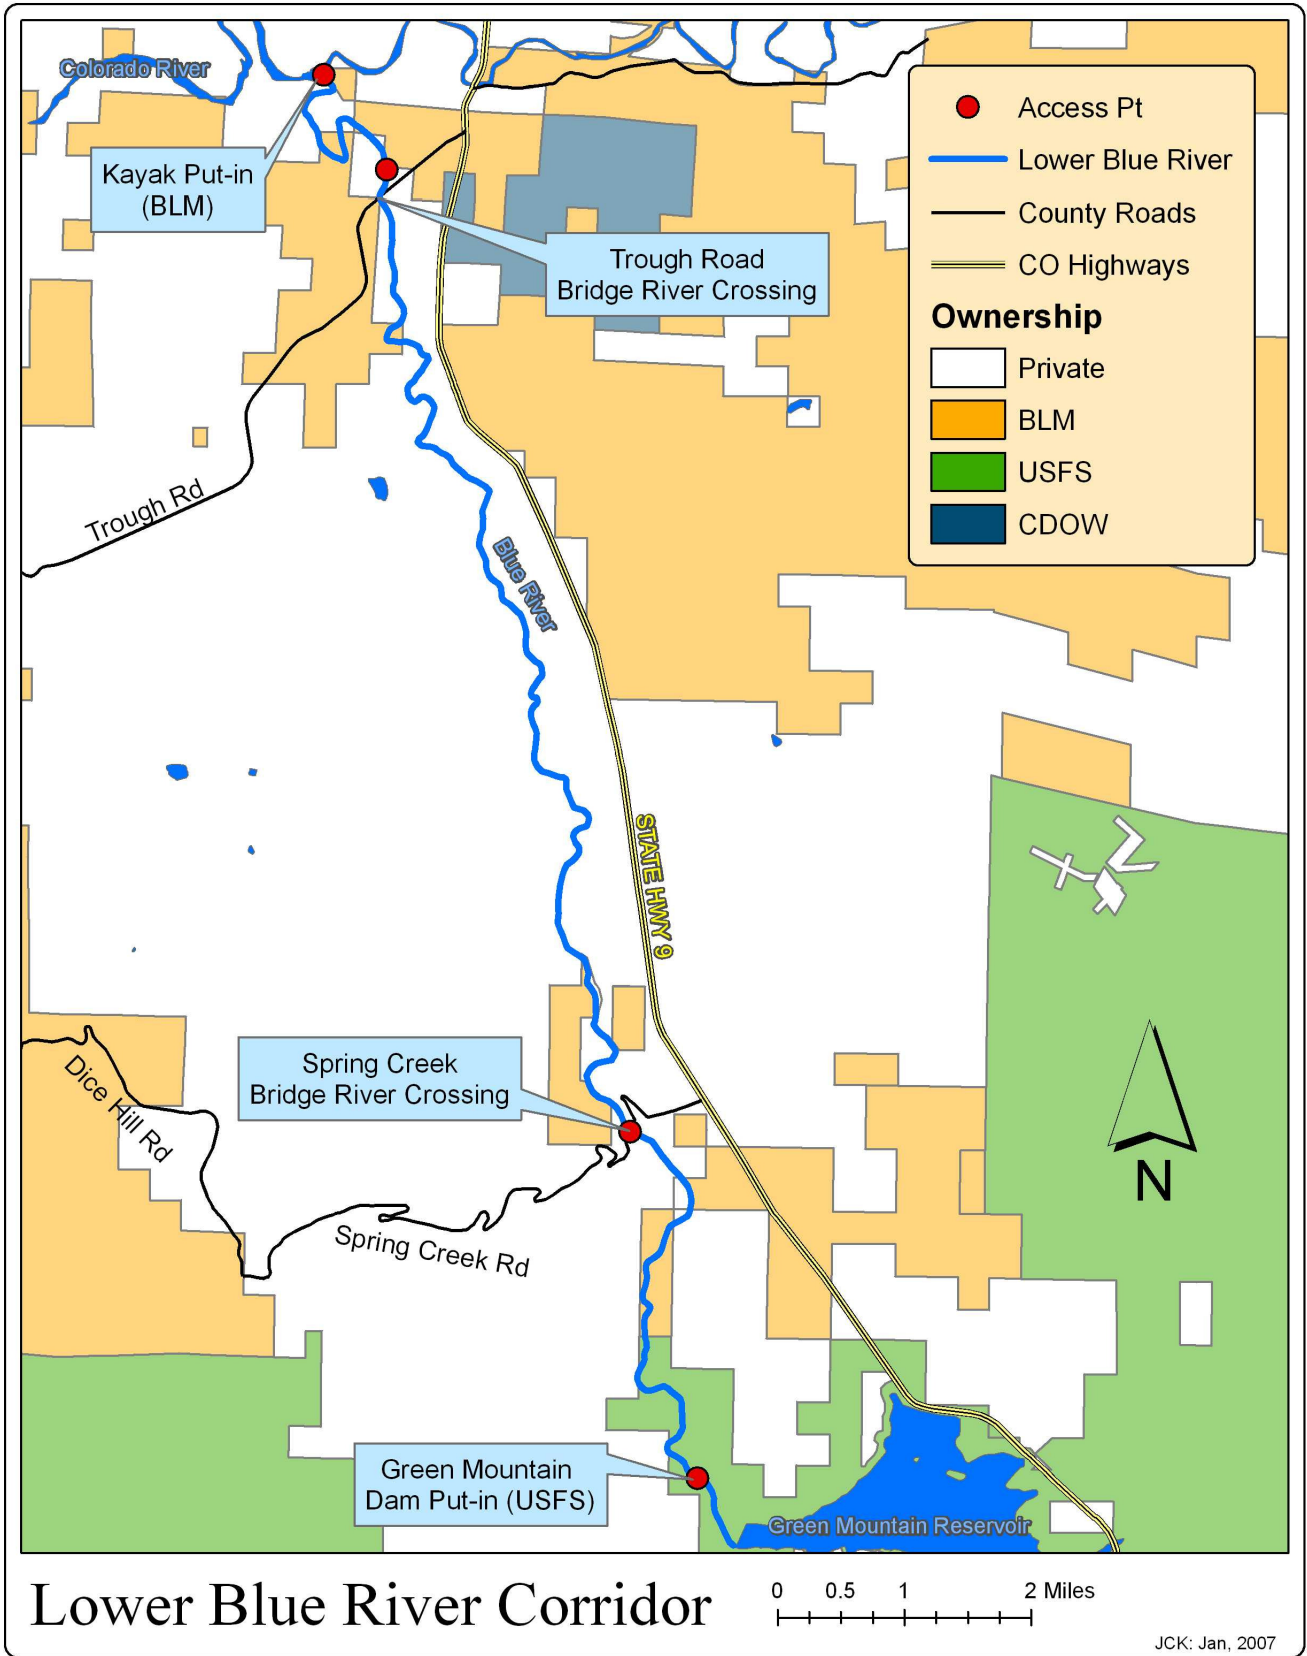 Colorado River
Kayak Put-in
(BLM)
Trough Road
Bridge River Crossing
Access Pt
Lower Blue River
County Roads
CO Highways
Ownership
Private
BLM
USFS
CDOW
Trough Rd
Blue River
STATE HWY 9
Spring Creek
Bridge River Crossing
Dice Hill Rd
Spring Creek Rd
N
Green Mountain
Dam Put-in (USFS)
Green Mountain Reservoir
Lower Blue River Corridor
0 0.5 1 2 Miles
JCK: Jan, 2007